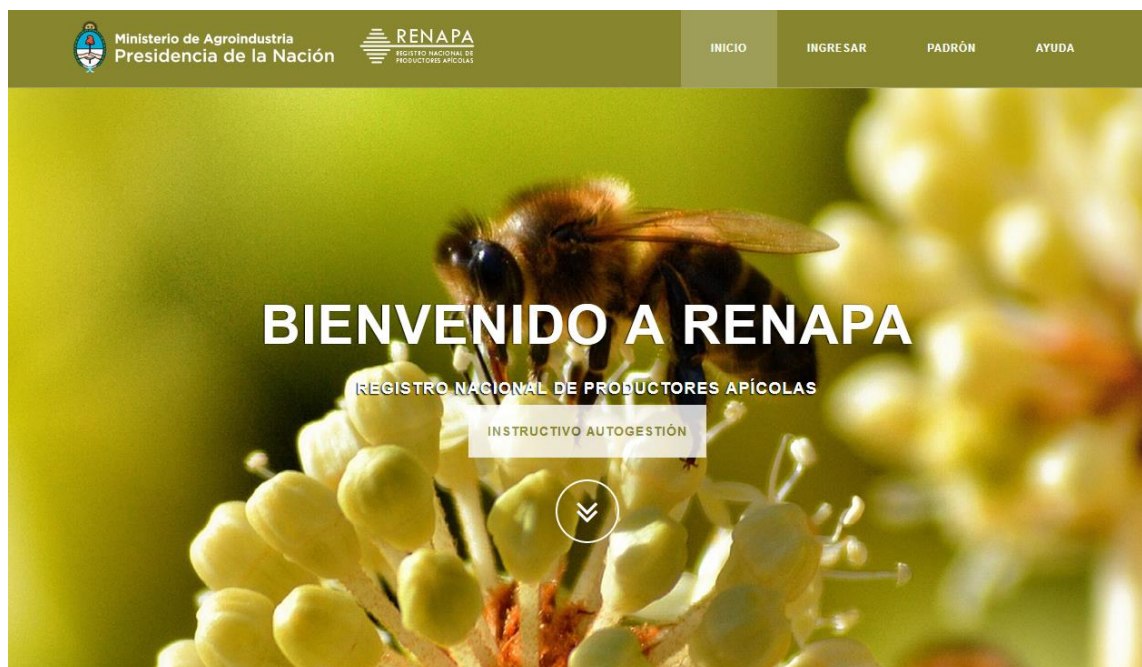 Ministerio de Agroindustria
Presidencia de la Nación
RENAPA
REGISTRO NACIONAL DE
PRODUCTORES APÍCOLAS
INICIO
INGRESAR
PADRÓN
AYUDA
BIENVENIDO A RENAPA
REGISTRO NACIONAL DE PRODUCTORES APÍCOLAS
INSTRUCTIVO AUTOGESTIÓN